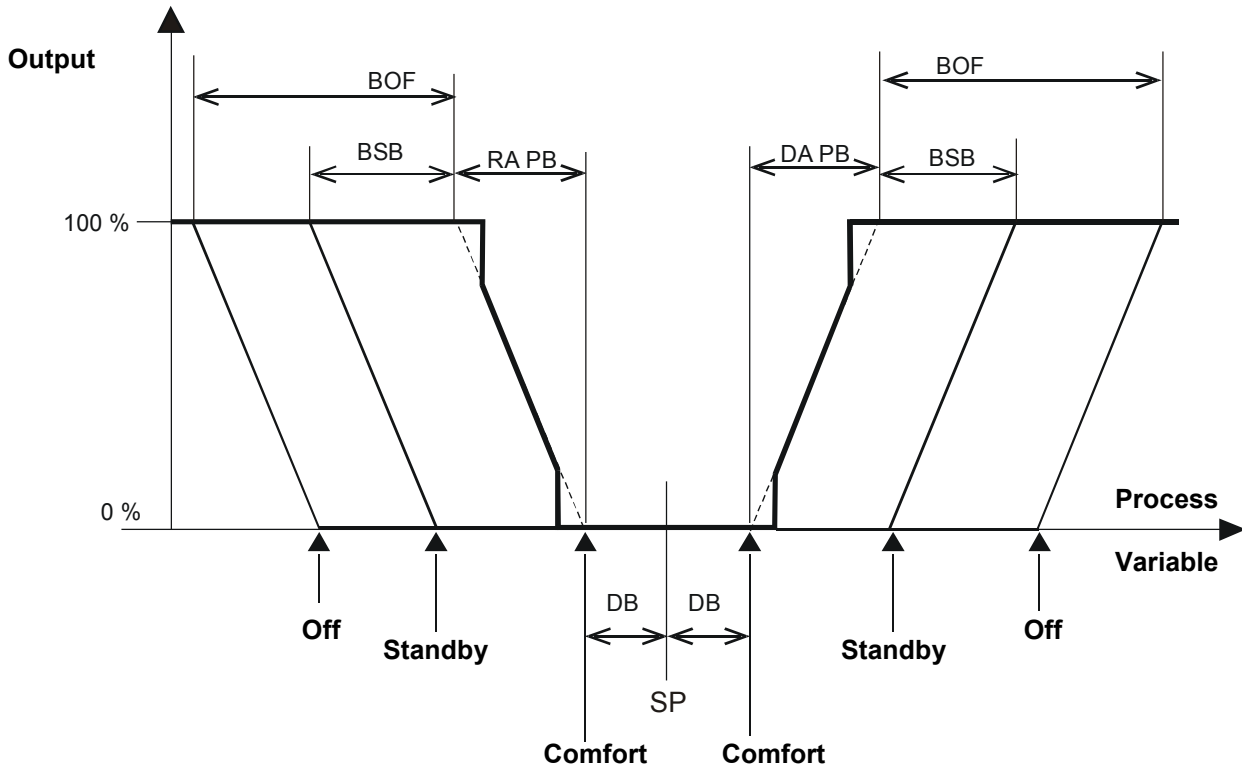 Output
BOF
BOF
BSB
RA PB
DA PB
BSB
100 %
0 %
Process
Variable
DB
DB
Off
Standby
Standby
Off
SP
Comfort
Comfort